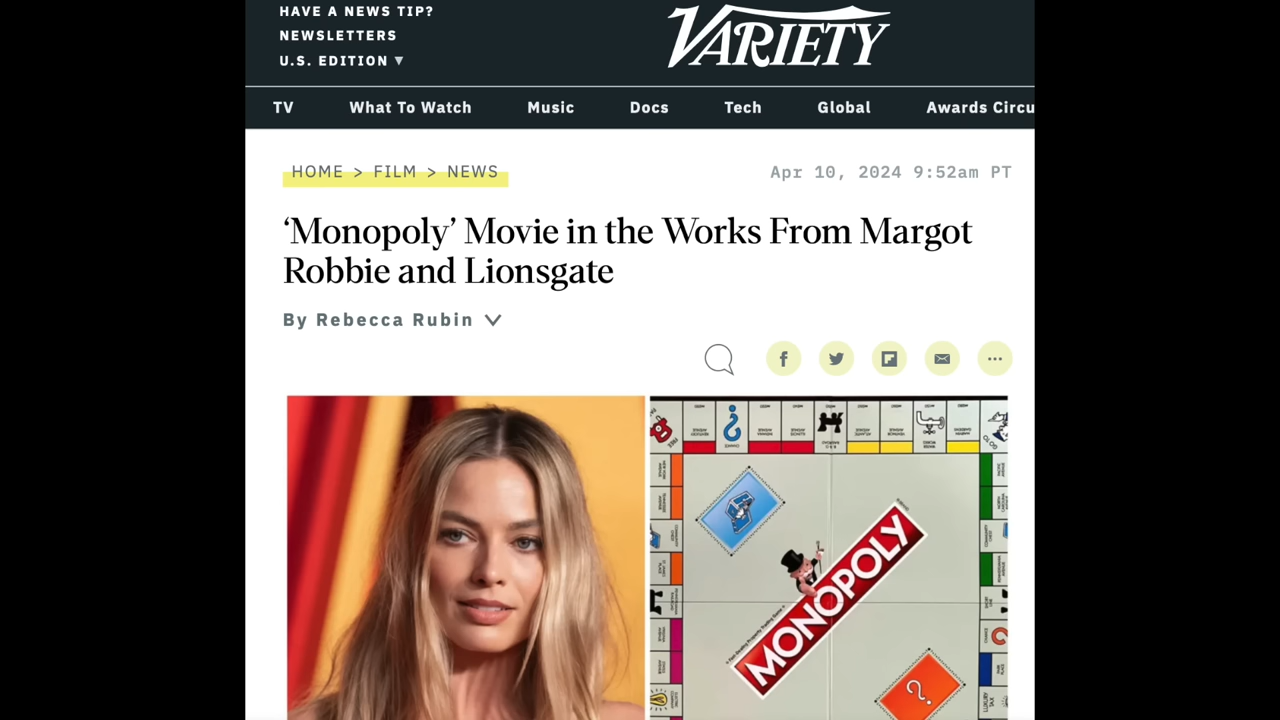 HAVE A NEWS TIP?
NEWSLETTERS
U.S. EDITION ▼
VARIETY
TV What To Watch Music Docs Tech Global Awards Circu
HOME > FILM > NEWS
Apr 10, 2024 9:52am PT
‘Monopoly’ Movie in the Works From Margot
Robbie and Lionsgate
By Rebecca Rubin
MONOPOLY